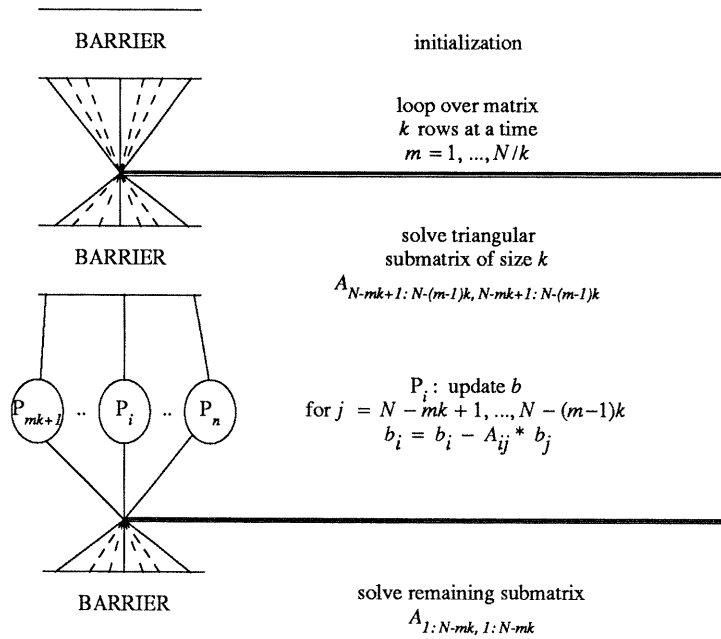 BARRIER
initialization
loop over matrix
k rows at a time
m = 1, ..., N/k
BARRIER
solve triangular
submatrix of size k
A_{N-mk+1: N-(m-1)k, N-mk+1: N-(m-1)k}
P_{mk+1} .. P_i .. P_n
P_i : update b
for j = N − mk + 1, ..., N − (m−1)k
b_i = b_i − A_{ij} * b_j
BARRIER
solve remaining submatrix
A_{1: N-mk, 1: N-mk}